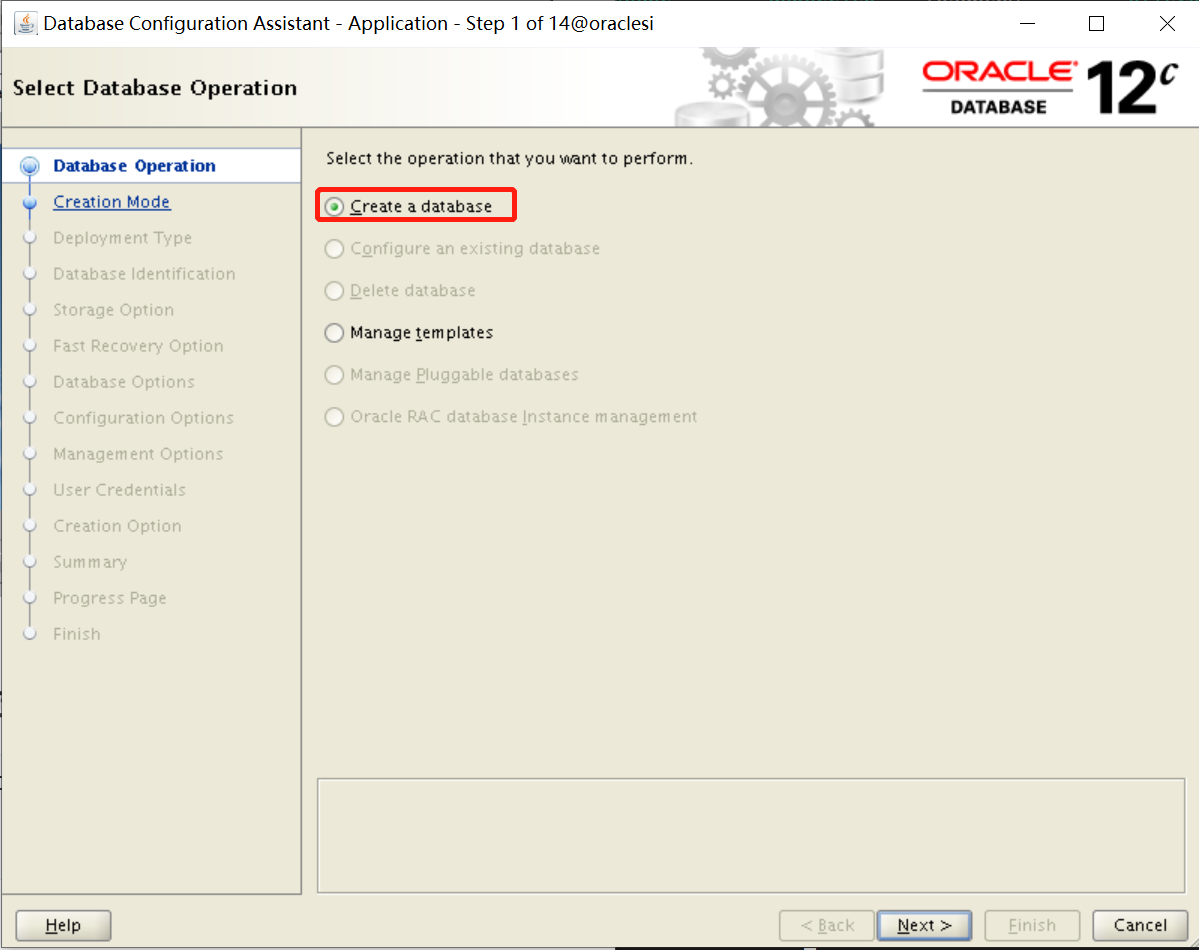 Database Configuration Assistant - Application - Step 1 of 14@oraclesi
Select Database Operation
ORACLE
DATABASE
12c
Database Operation
Creation Mode
Deployment Type
Database Identification
Storage Option
Fast Recovery Option
Database Options
Configuration Options
Management Options
User Credentials
Creation Option
Summary
Progress Page
Finish
Select the operation that you want to perform.
Create a database
Configure an existing database
Delete database
Manage templates
Manage Pluggable databases
Oracle RAC database Instance management
Help
< Back
Next >
Finish
Cancel